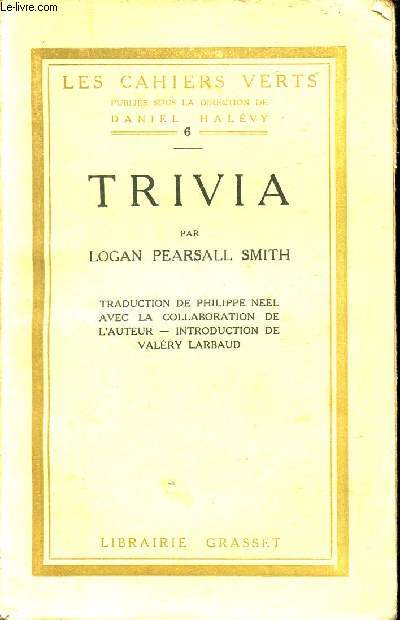 Le-livre.com
LES CAHIERS VERTS
PUBLIÉS SOUS LA DIRECTION DE
DANIEL HALÉVY
6
TRIVIA
PAR
LOGAN PEARSALL SMITH
TRADUCTION DE PHILIPPE NEEL
AVEC LA COLLABORATION DE
L'AUTEUR — INTRODUCTION DE
VALÉRY LARBAUD
LIBRAIRIE GRASSET